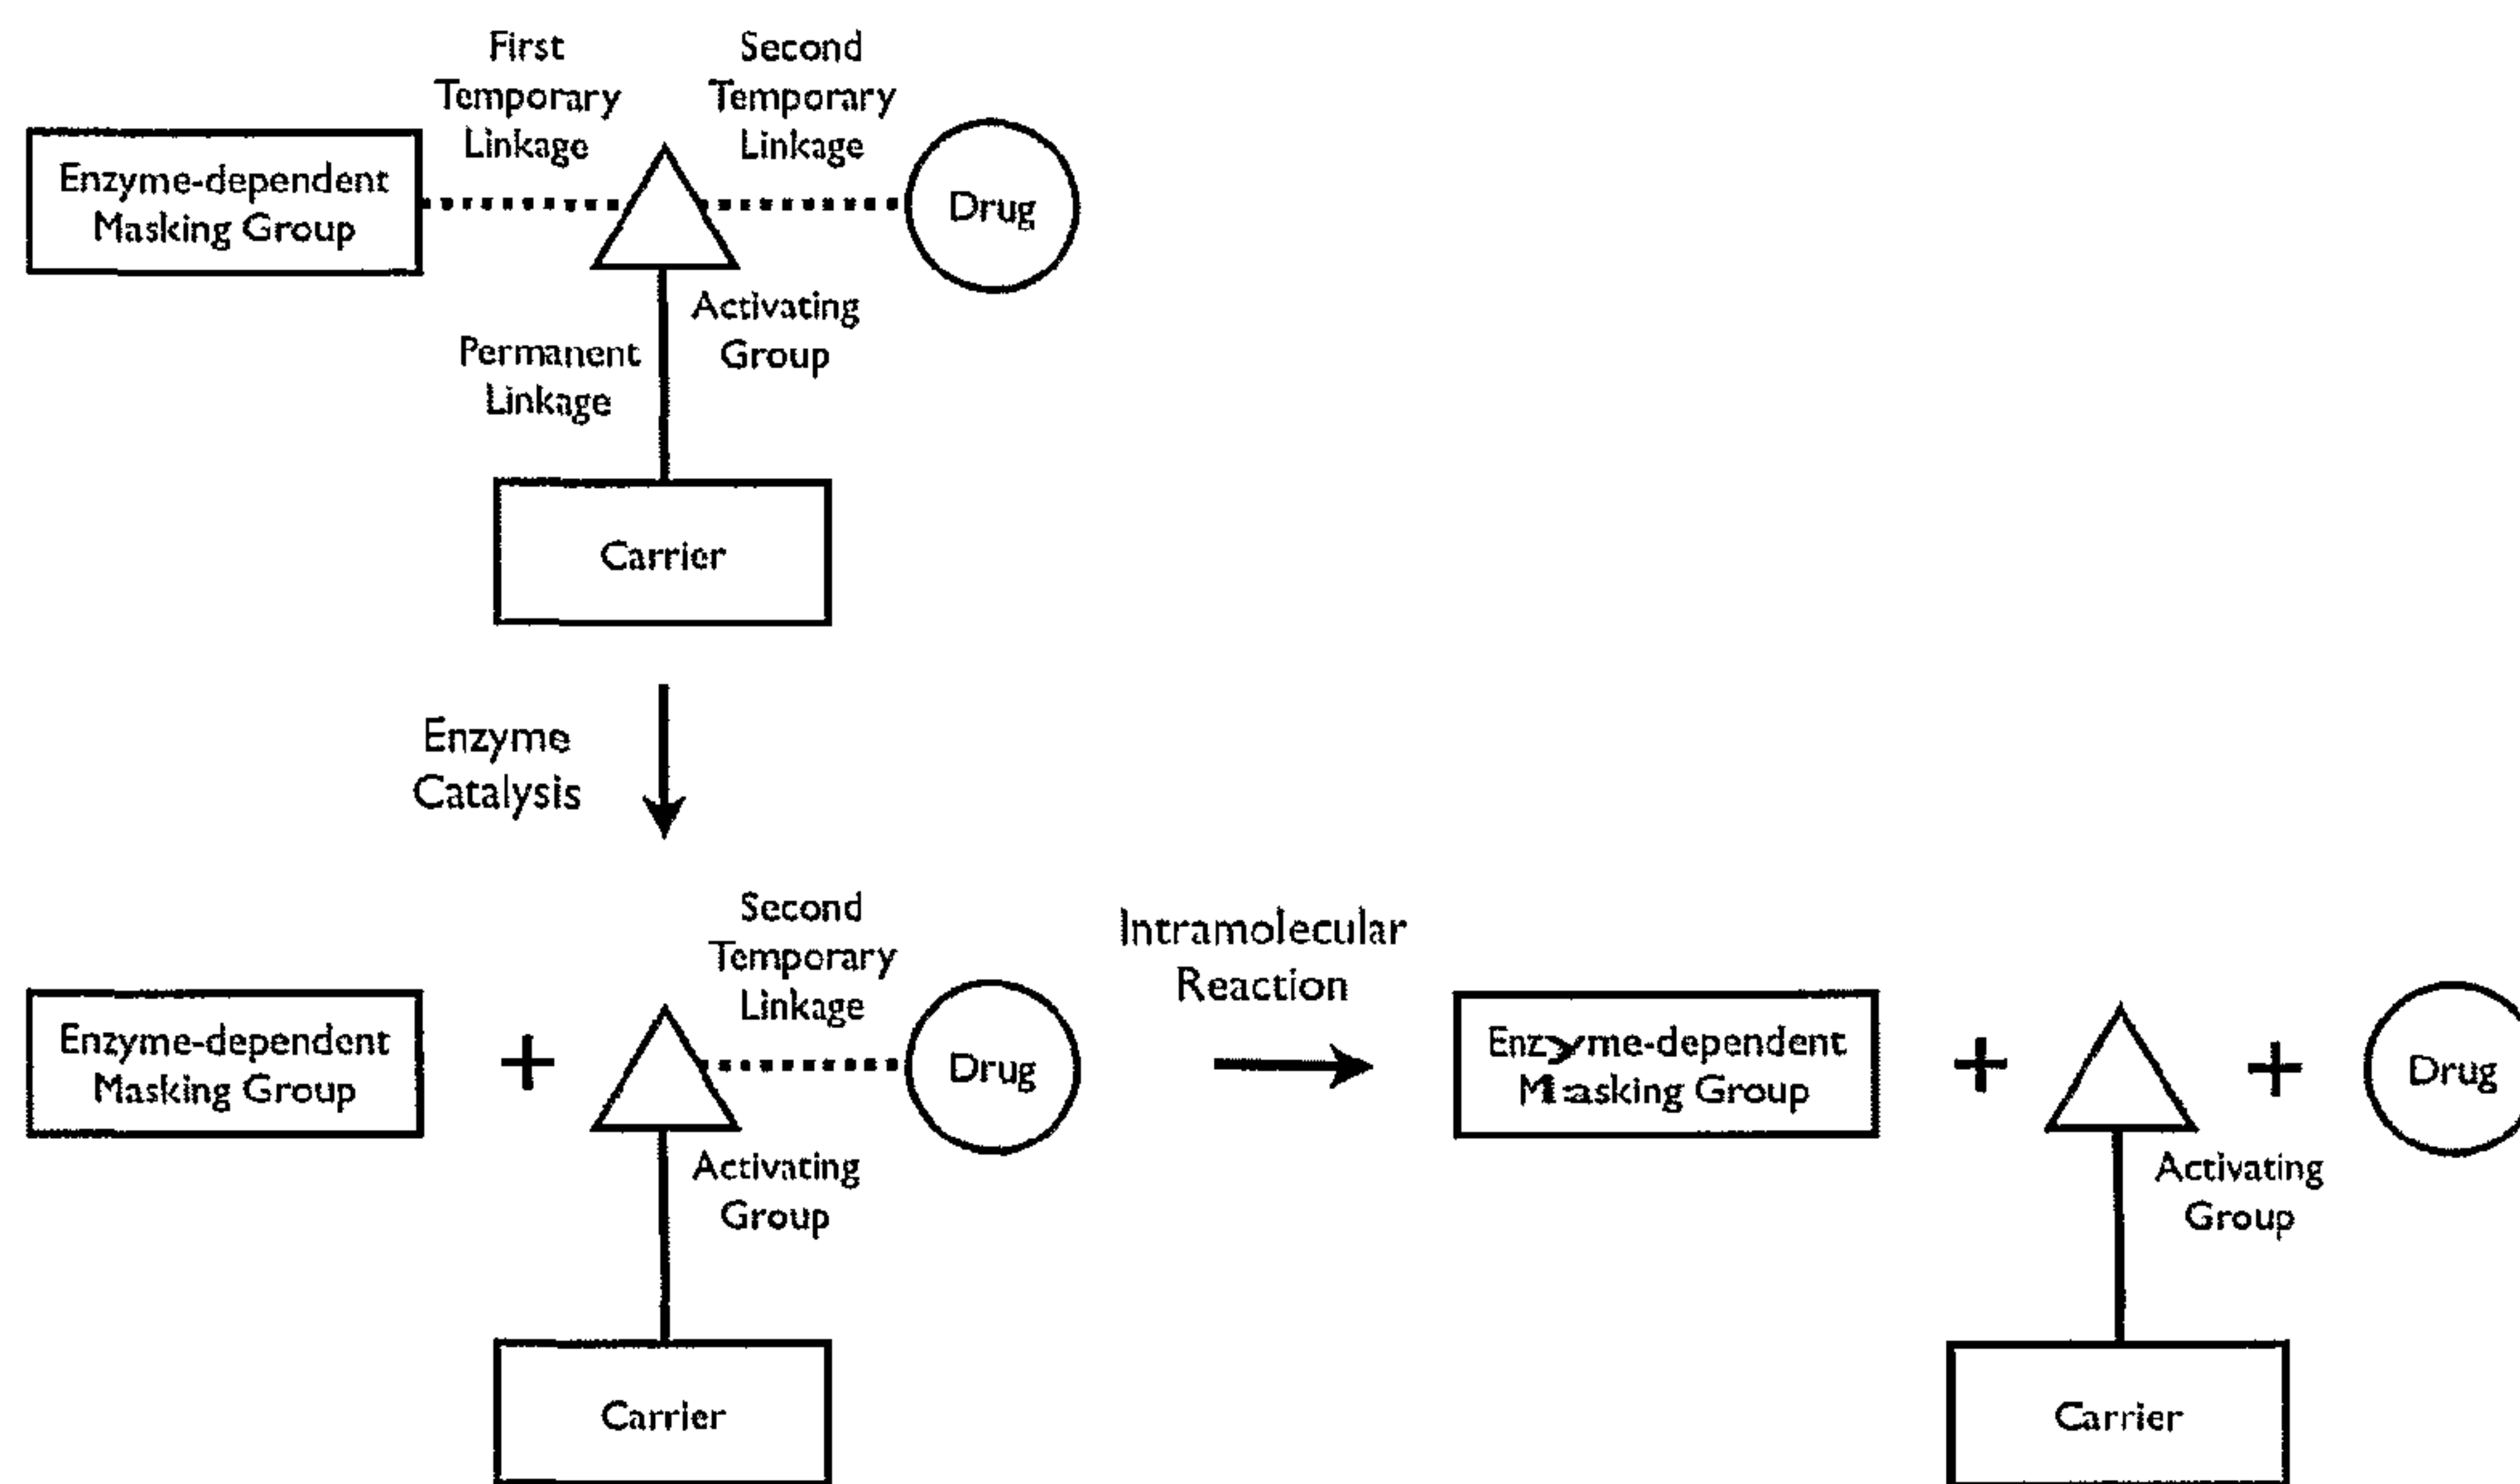 First
Temporary
Linkage
Second
Temporary
Linkage
Enzyme-dependent
Masking Group
Drug
Activating
Group
Permanent
Linkage
Carrier
Enzyme
Catalysis
Second
Temporary
Linkage
Intramolecular
Reaction
Enzyme-dependent
Masking Group
+
Drug
Enzyme-dependent
Masking Group
+
+
Drug
Activating
Group
Activating
Group
Carrier
Carrier